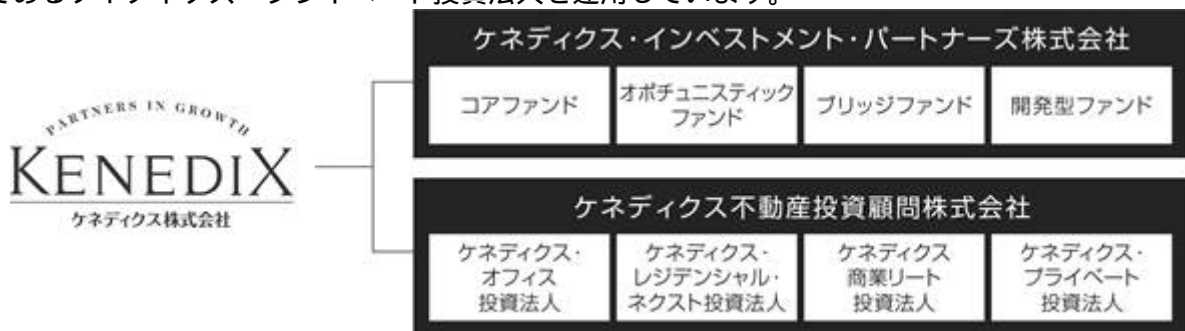 ケネディクス・インベストメント・パートナーズ株式会社
コアファンド
オポチュニスティック
ファンド
ブリッジファンド
開発型ファンド
PARTNERS IN GROWTH
KENEDIX
ケネディクス株式会社
ケネディクス不動産投資顧問株式会社
ケネディクス・
オフィス
投資法人
ケネディクス・
レジデンシャル・
ネクスト投資法人
ケネディクス
商業リート
投資法人
ケネディクス・
プライベート
投資法人